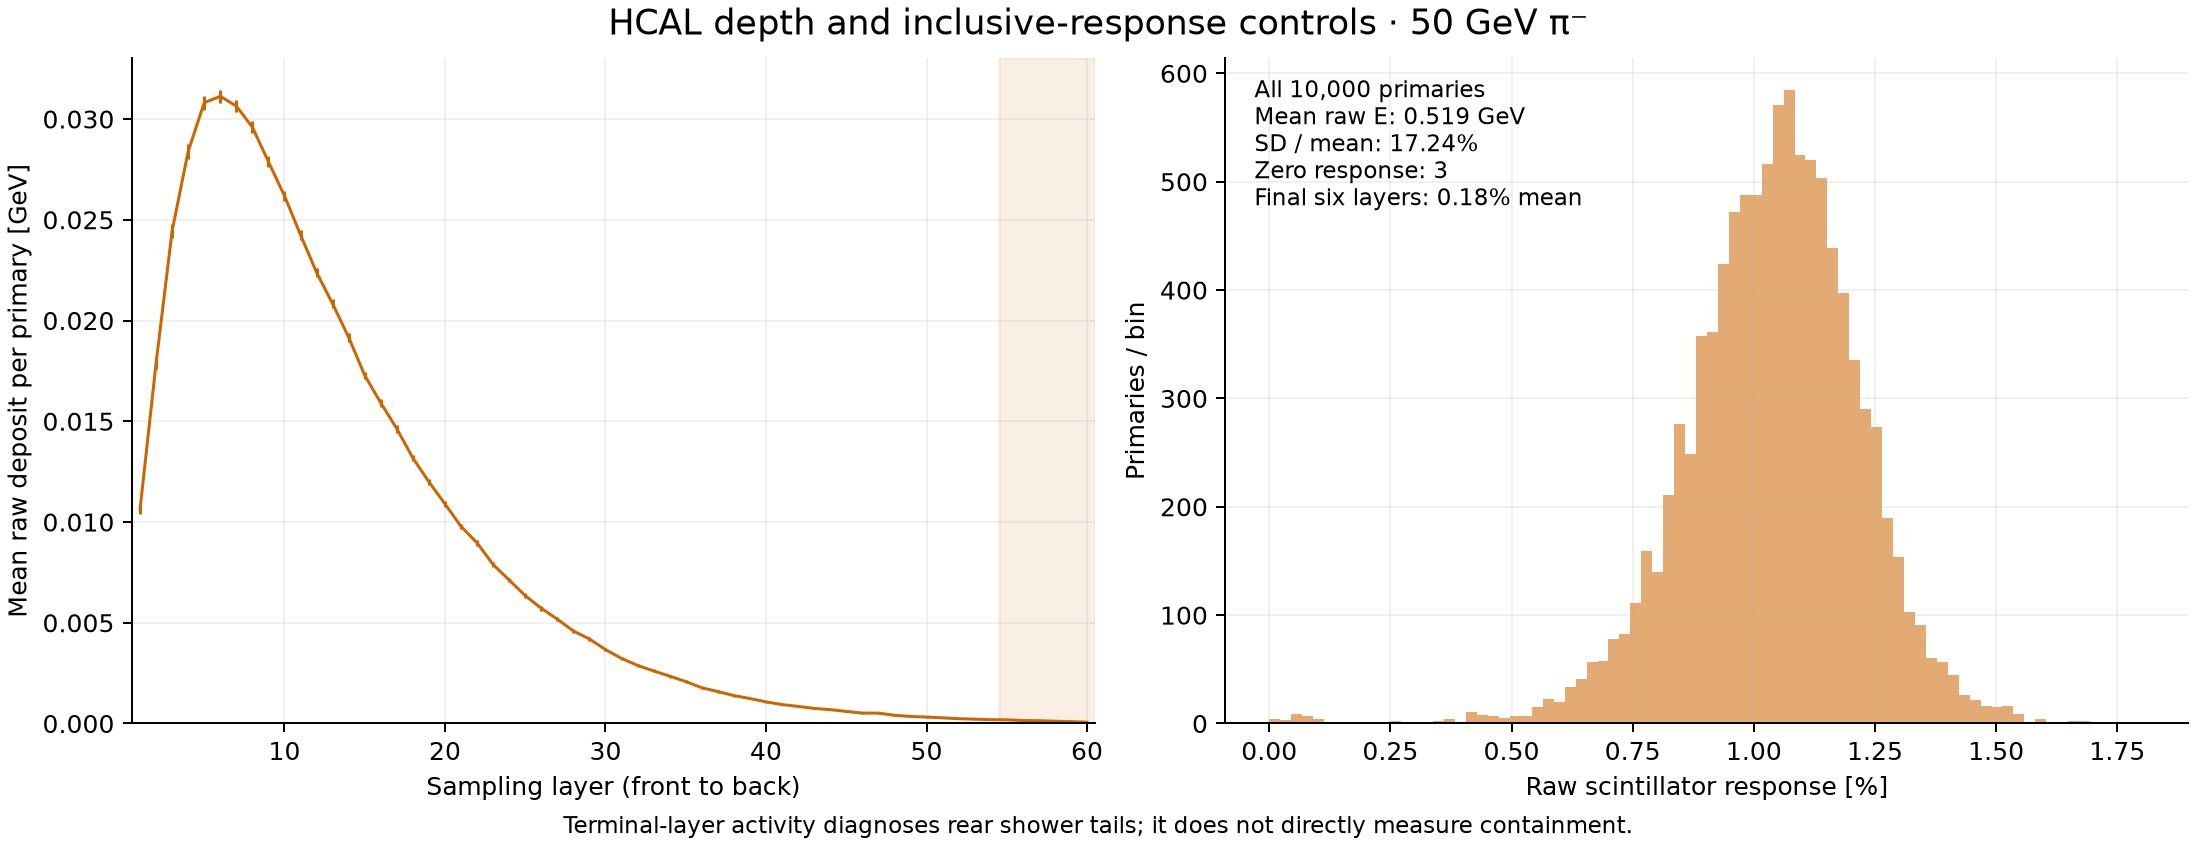 HCAL depth and inclusive-response controls · 50 GeV π⁻
Mean raw deposit per primary [GeV]
0.030
0.025
0.020
0.015
0.010
0.005
0.000
10 20 30 40 50 60
Sampling layer (front to back)
Primaries / bin
600
500
400
300
200
100
0
All 10,000 primaries
Mean raw E: 0.519 GeV
SD / mean: 17.24%
Zero response: 3
Final six layers: 0.18% mean
0.00 0.25 0.50 0.75 1.00 1.25 1.50 1.75
Raw scintillator response [%]
Terminal-layer activity diagnoses rear shower tails; it does not directly measure containment.